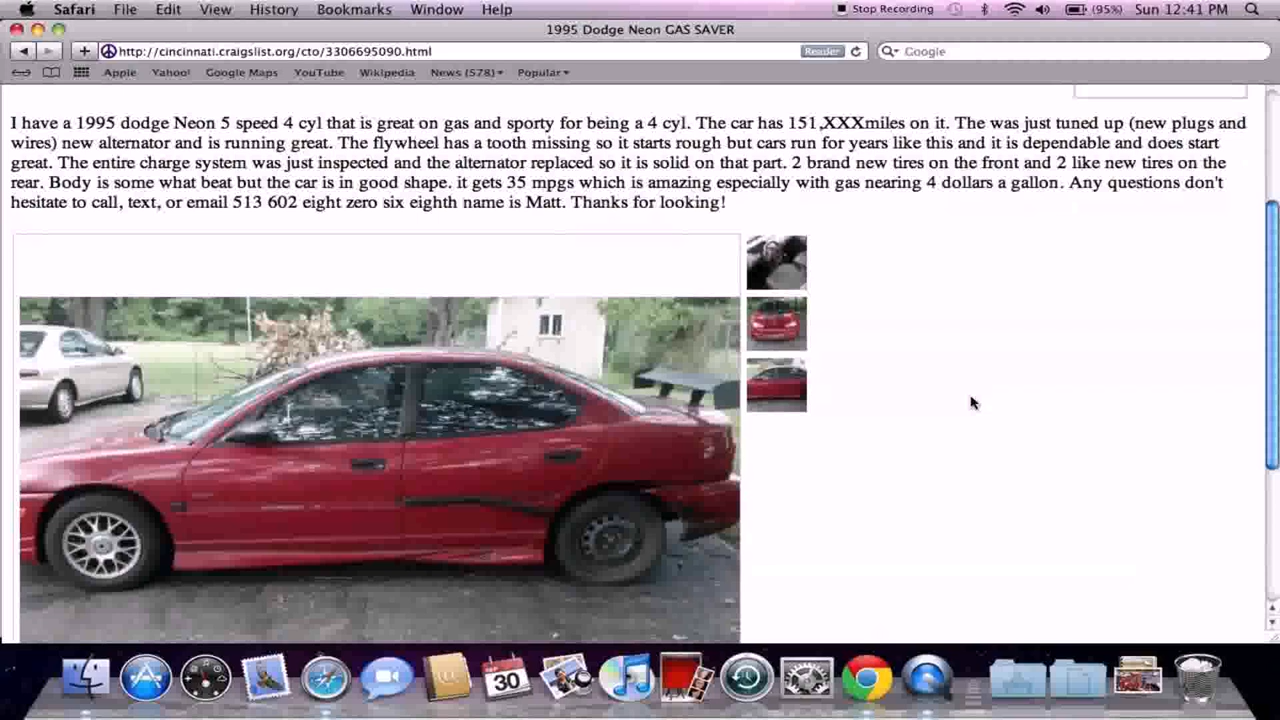 Safari File Edit View History Bookmarks Window Help Stop Recording (95%) Sun 12:41 PM
1995 Dodge Neon GAS SAVER
http://cincinnati.craigslist.org/cto/3306695090.html Reader Google
Apple Yahoo! Google Maps YouTube Wikipedia News (578) Popular
I have a 1995 dodge Neon 5 speed 4 cyl that is great on gas and sporty for being a 4 cyl. The car has 151,XXXmiles on it. The was just tuned up (new plugs and
wires) new alternator and is running great. The flywheel has a tooth missing so it starts rough but cars run for years like this and it is dependable and does start
great. The entire charge system was just inspected and the alternator replaced so it is solid on that part. 2 brand new tires on the front and 2 like new tires on the
rear. Body is some what beat but the car is in good shape. it gets 35 mpgs which is amazing especially with gas nearing 4 dollars a gallon. Any questions don't
hesitate to call, text, or email 513 602 eight zero six eighth name is Matt. Thanks for looking!
SEP
30